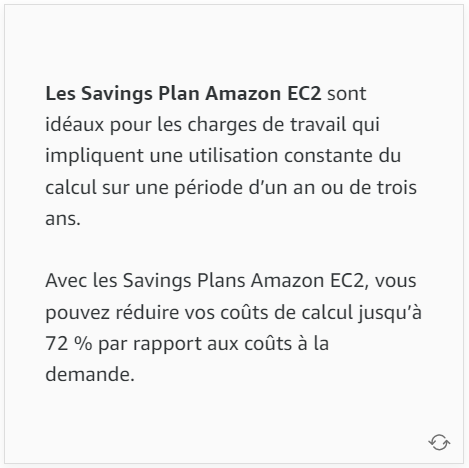 Les Savings Plan Amazon EC2 sont
idéaux pour les charges de travail qui
impliquent une utilisation constante du
calcul sur une période d’un an ou de trois
ans.
Avec les Savings Plans Amazon EC2, vous
pouvez réduire vos coûts de calcul jusqu’à
72 % par rapport aux coûts à la
demande.